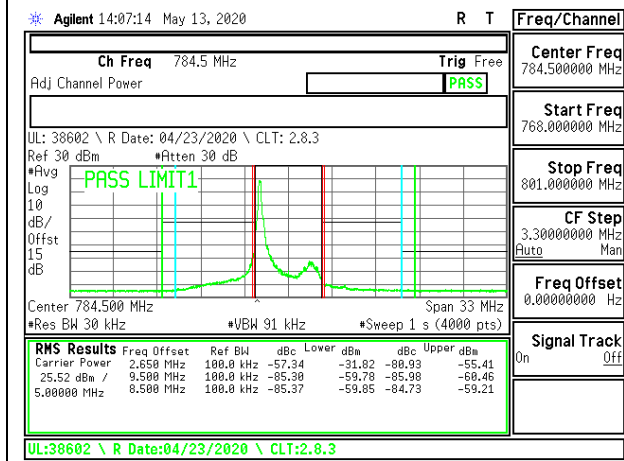 Agilent 14:07:14 May 13, 2020 R T
Freq/Channel
Ch Freq 784.5 MHz Trig Free
Adj Channel Power PASS
Center Freq
784.500000 MHz
Start Freq
768.000000 MHz
Stop Freq
801.000000 MHz
CF Step
3.30000000 MHz
Auto Man
Freq Offset
0.00000000 Hz
Signal Track
On Off
UL: 38602 \ R Date: 04/23/2020 \ CLT: 2.8.3
Ref 30 dBm #Atten 30 dB
#Avg
Log
10
dB/
Offst
15
dB
PASS LIMIT1
Center 784.500 MHz Span 33 MHz
#Res BW 30 kHz #VBW 91 kHz #Sweep 1 s (4000 pts)
RMS Results Freq Offset Ref BW dBc Lower dBm dBc Upper dBm
Carrier Power 2.650 MHz 100.0 kHz -57.34 -31.82 -80.93 -55.41
25.52 dBm / 9.500 MHz 100.0 kHz -85.30 -59.78 -85.98 -60.46
5.00000 MHz 8.500 MHz 100.0 kHz -85.37 -59.85 -84.73 -59.21
UL:38602 \ R Date:04/23/2020 \ CLT:2.8.3